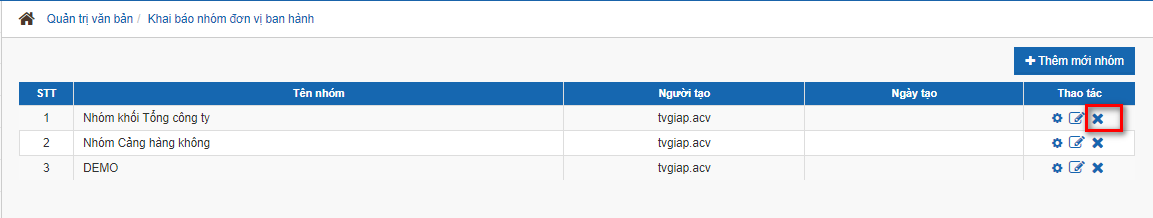 Quản trị văn bản / Khai báo nhóm đơn vị ban hành
Thêm mới nhóm
STT Tên nhóm Người tạo Ngày tạo Thao tác
1 Nhóm khối Tổng công ty tvgiap.acv
2 Nhóm Cảng hàng không tvgiap.acv
3 DEMO tvgiap.acv